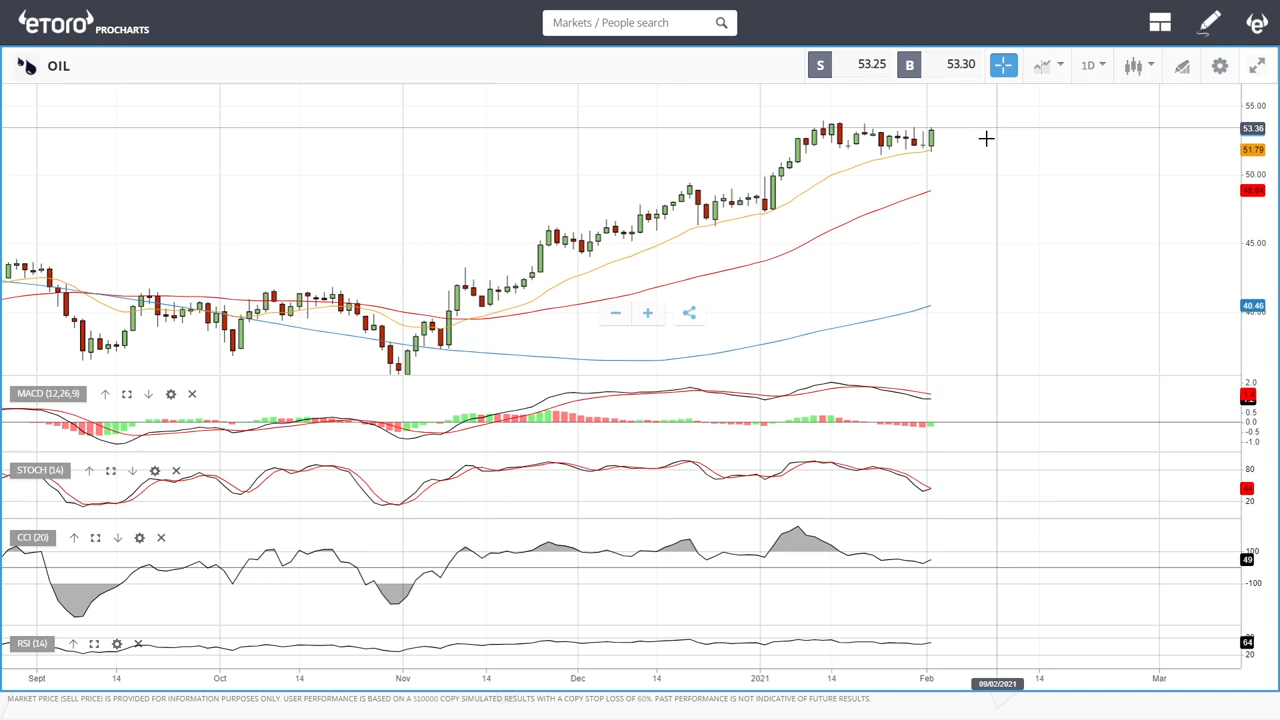 eToro PROCHARTS
Markets / People search
OIL
S 53.25 B 53.30
1D
55.00
53.36
51.79
50.00
45.00
40.46
MACD (12,26,9)
2.0
0.5
0.0
-0.5
-1.0
STOCH (14)
80
20
CCI (20)
100
49
-100
RSI (14)
64
20
Sept 14 Oct 14 Nov 14 Dec 14 2021 14 Feb 14 Mar
09/02/2021
MARKET PRICE (SELL PRICE) IS PROVIDED FOR INFORMATION PURPOSES ONLY. USER PERFORMANCE IS BASED ON A $10000 COPY SIMULATED RESULTS WITH A COPY STOP LOSS OF 60%. PAST PERFORMANCE IS NOT INDICATIVE OF FUTURE RESULTS.